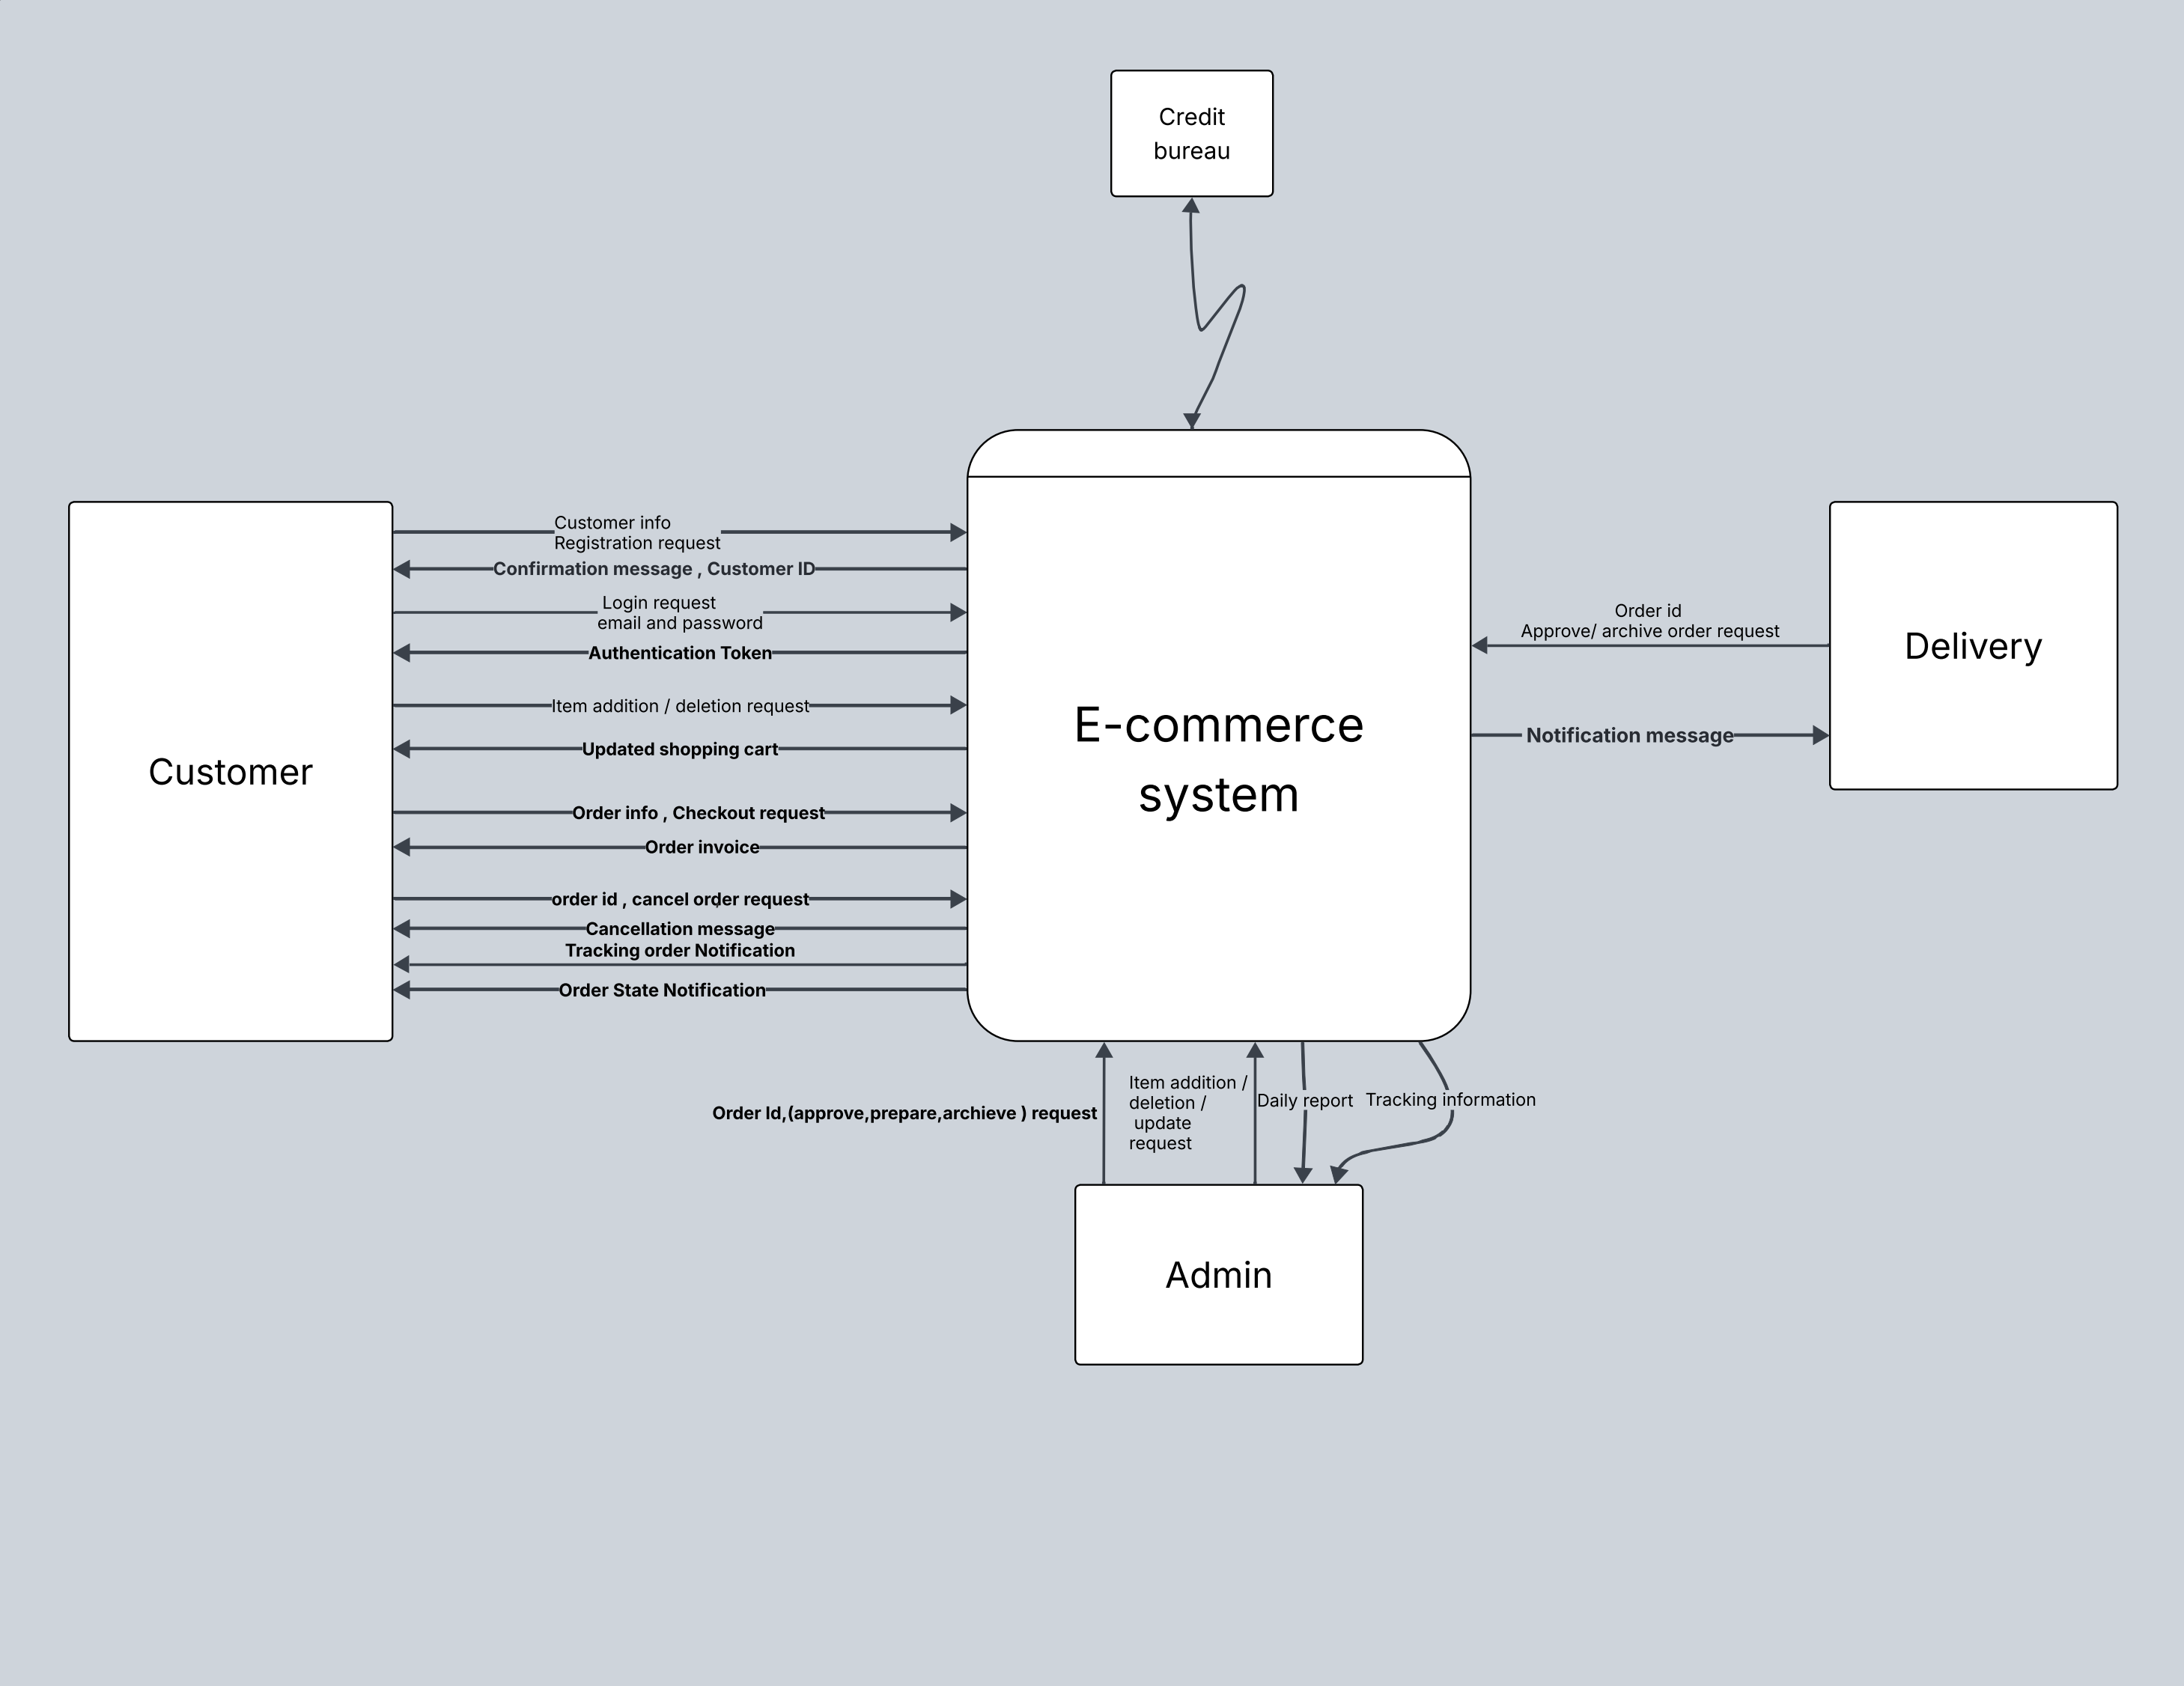 Credit
bureau
Customer
Customer info
Registration request
Confirmation message , Customer ID
Login request
email and password
Authentication Token
Item addition / deletion request
Updated shopping cart
Order info , Checkout request
Order invoice
order id , cancel order request
Cancellation message
Tracking order Notification
Order State Notification
E-commerce
system
Order id
Approve/ archive order request
Notification message
Delivery
Order Id,(approve,prepare,archieve ) request
Item addition /
deletion /
update
request
Daily report
Tracking information
Admin